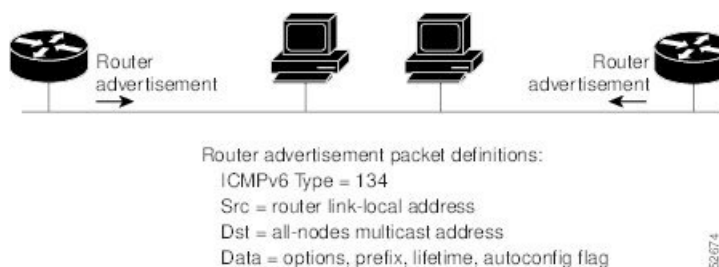 Router
advertisement
Router
advertisement
Router advertisement packet definitions:
ICMPv6 Type = 134
Src = router link-local address
Dst = all-nodes multicast address
Data = options, prefix, lifetime, autoconfig flag
52674